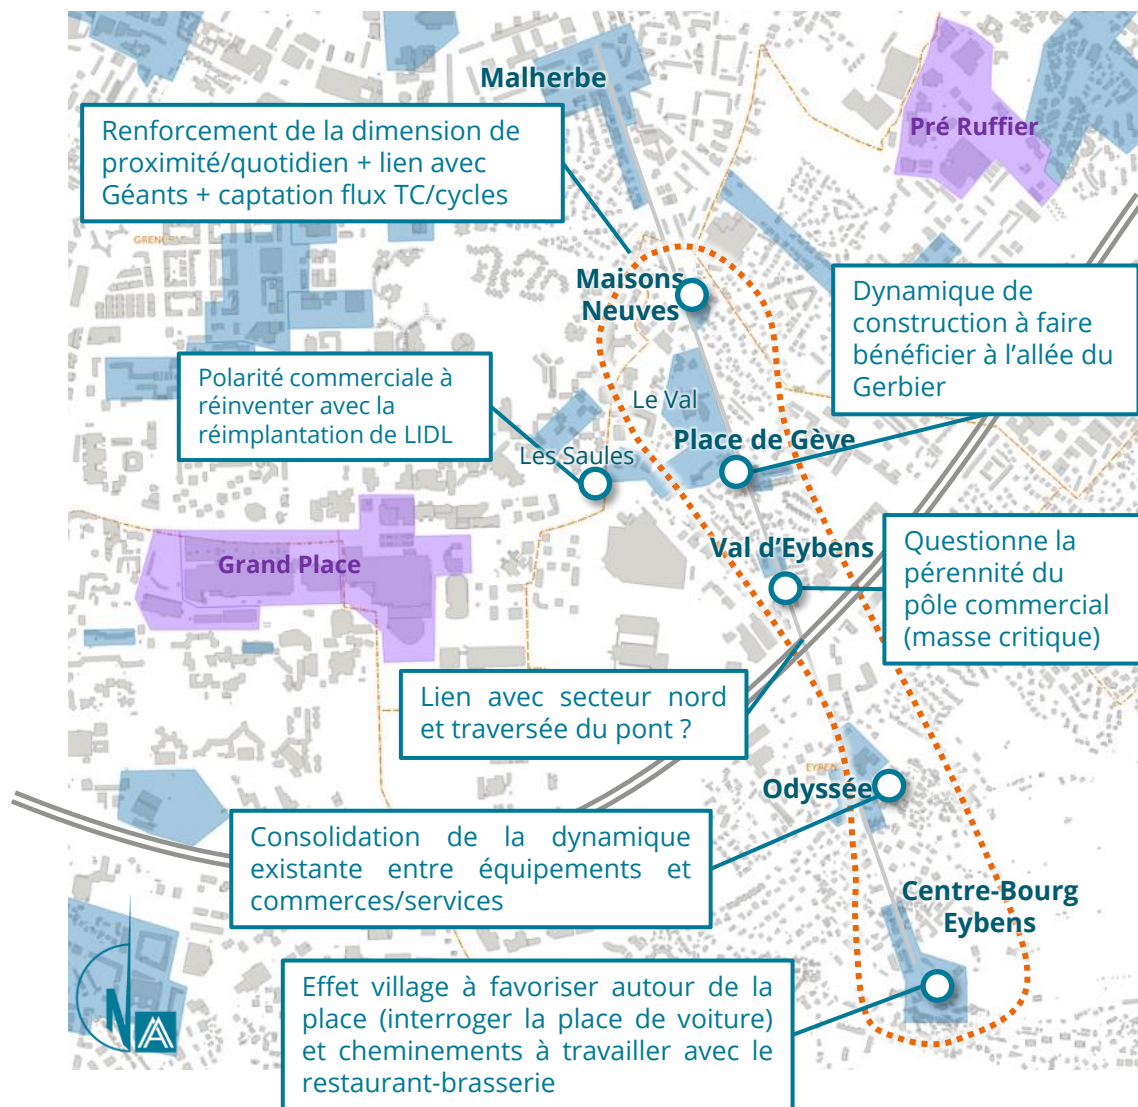 Malherbe
Renforcement de la dimension de
proximité/quotidien + lien avec
Géants + captation flux TC/cycles
Pré Ruffier
Maisons
Neuves
Dynamique de
construction à faire
bénéficier à l'allée du
Gerbier
Polarité commerciale à
réinventer avec la
réimplantation de LIDL
Le Val
Place de Gève
Les Saules
Grand Place
Val d'Eybens
Questionne la
pérennité du
pôle commercial
(masse critique)
Lien avec secteur nord
et traversée du pont ?
Odyssée
Consolidation de la dynamique
existante entre équipements et
commerces/services
Centre-Bourg
Eybens
Effet village à favoriser autour de la
place (interroger la place de voiture)
et cheminements à travailler avec le
restaurant-brasserie
N